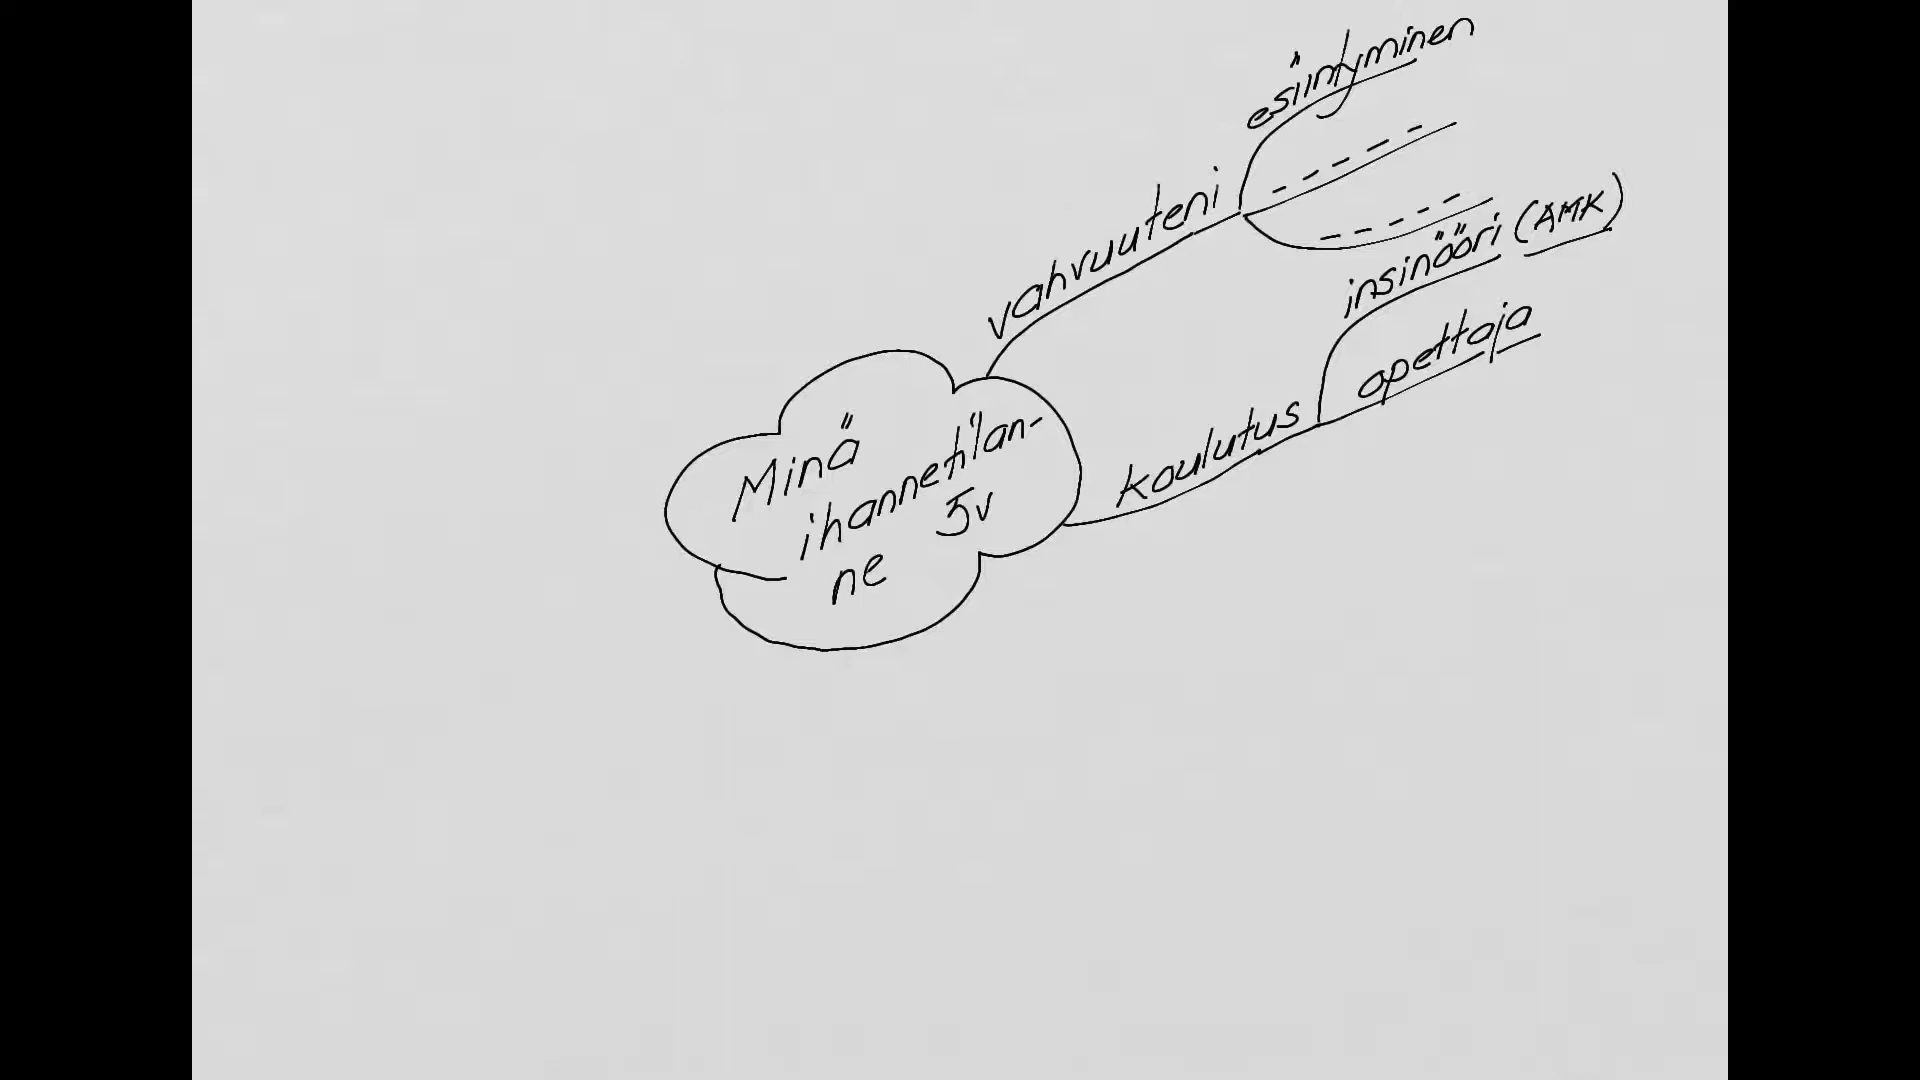 esiintyminen
vahvuuteni
insinööri (AMK)
opettaja
koulutus
Minä
ihannetilan-
ne 5v